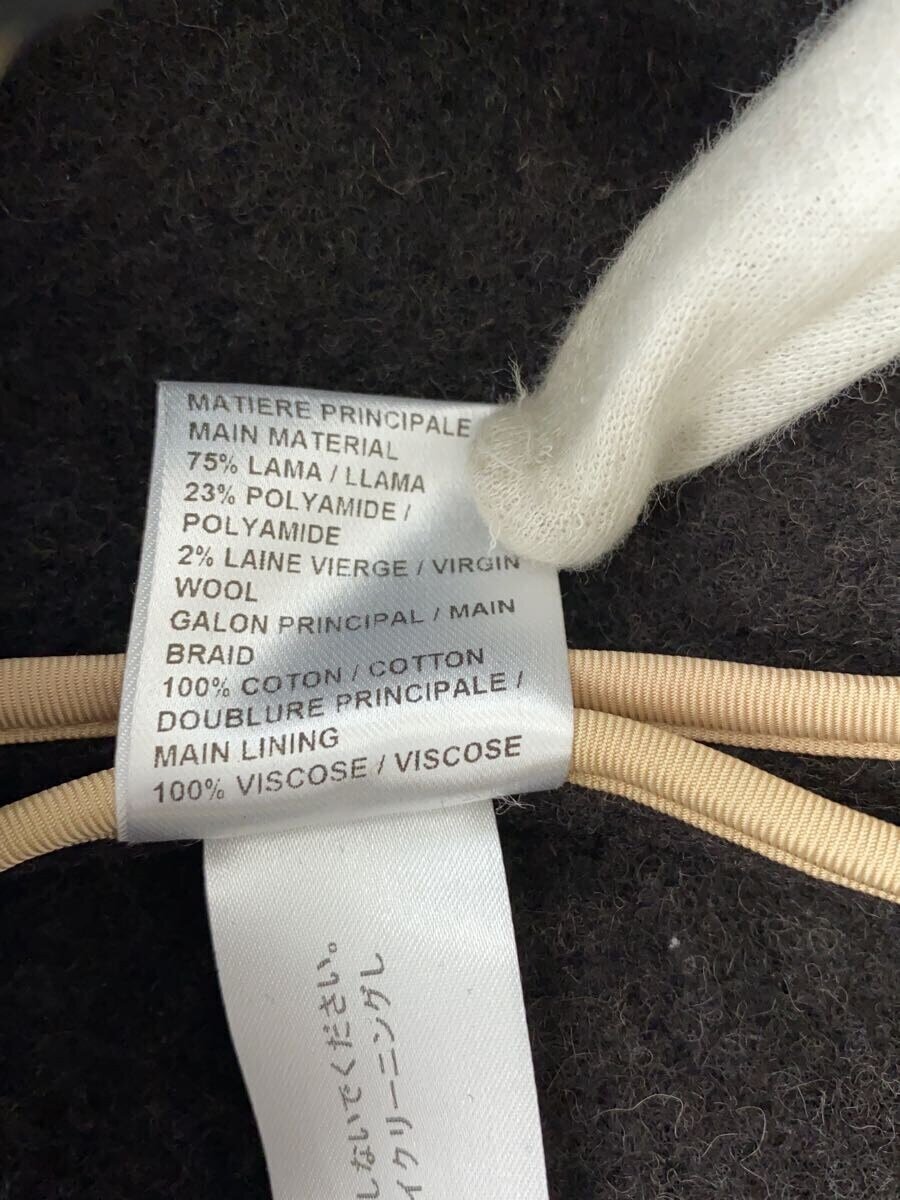 MATIERE PRINCIPALE
MAIN MATERIAL
75% LAMA / LLAMA
23% POLYAMIDE /
POLYAMIDE
2% LAINE VIERGE / VIRGIN
WOOL
GALON PRINCIPAL / MAIN
BRAID
100% COTON / COTTON
DOUBLURE PRINCIPALE /
MAIN LINING
100% VISCOSE / VISCOSE
しないでください。
イクリーニングし